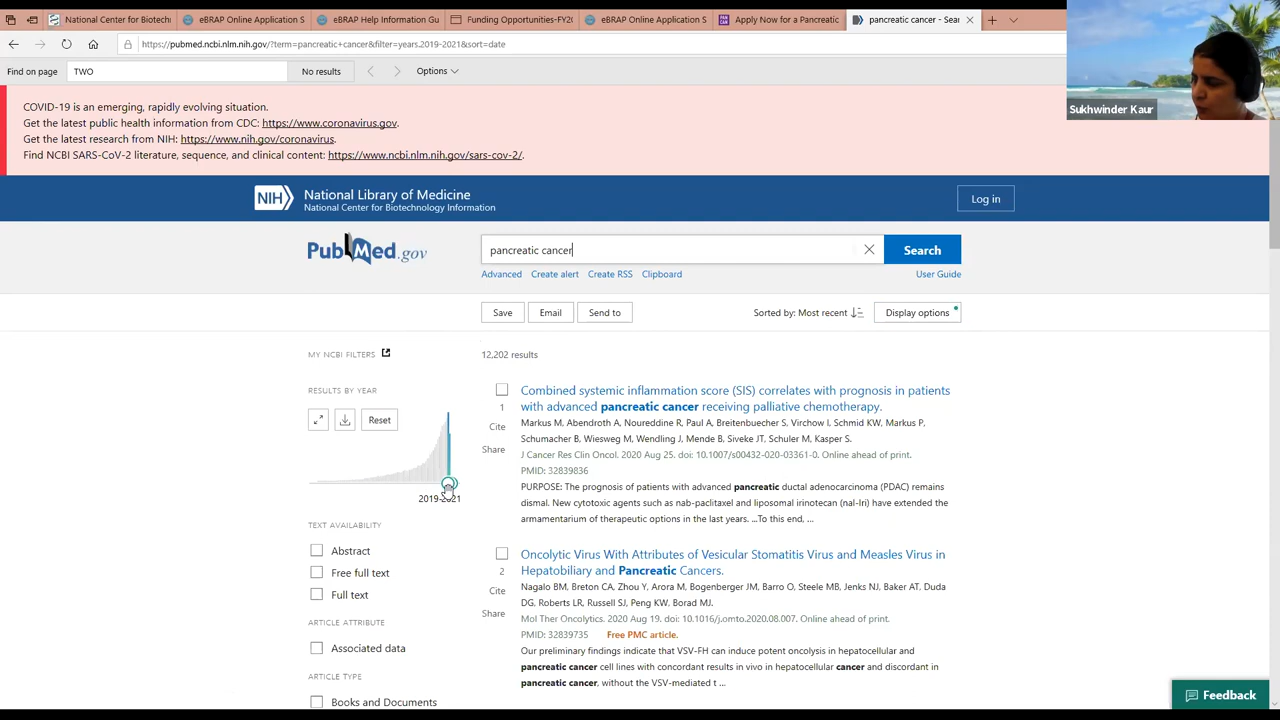 National Center for Biotechn
eBRAP Online Application S
eBRAP Help Information Gu
Funding Opportunities-FY20
eBRAP Online Application S
Apply Now for a Pancreatic
pancreatic cancer - Sear
https://pubmed.ncbi.nlm.nih.gov/?term=pancreatic+cancer&filter=years.2019-2021&sort=date
Find on page
TWO
No results
Options
Sukhwinder Kaur
COVID-19 is an emerging, rapidly evolving situation.
Get the latest public health information from CDC: https://www.coronavirus.gov.
Get the latest research from NIH: https://www.nih.gov/coronavirus.
Find NCBI SARS-CoV-2 literature, sequence, and clinical content: https://www.ncbi.nlm.nih.gov/sars-cov-2/.
NIH
National Library of Medicine
National Center for Biotechnology Information
Log in
PubMed.gov
pancreatic cancer
Search
Advanced Create alert Create RSS Clipboard
User Guide
Save
Email
Send to
Sorted by: Most recent
Display options
MY NCBI FILTERS
12,202 results
RESULTS BY YEAR
Reset
2019-2021
TEXT AVAILABILITY
Abstract
Free full text
Full text
ARTICLE ATTRIBUTE
Associated data
ARTICLE TYPE
Books and Documents
1
Cite
Share
Combined systemic inflammation score (SIS) correlates with prognosis in patients
with advanced pancreatic cancer receiving palliative chemotherapy.
Markus M, Abendroth A, Noureddine R, Paul A, Breitenbuecher S, Virchow I, Schmid KW, Markus P,
Schumacher B, Wiesweg M, Wendling J, Mende B, Siveke JT, Schuler M, Kasper S.
J Cancer Res Clin Oncol. 2020 Aug 25. doi: 10.1007/s00432-020-03361-0. Online ahead of print.
PMID: 32839836
PURPOSE: The prognosis of patients with advanced pancreatic ductal adenocarcinoma (PDAC) remains
dismal. New cytotoxic agents such as nab-paclitaxel and liposomal irinotecan (nal-Iri) have extended the
armamentarium of therapeutic options in the last years. ...To this end, ...
2
Cite
Share
Oncolytic Virus With Attributes of Vesicular Stomatitis Virus and Measles Virus in
Hepatobiliary and Pancreatic Cancers.
Nagalo BM, Breton CA, Zhou Y, Arora M, Bogenberger JM, Barro O, Steele MB, Jenks NJ, Baker AT, Duda
DG, Roberts LR, Russell SJ, Peng KW, Borad MJ.
Mol Ther Oncolytics. 2020 Aug 19. doi: 10.1016/j.omto.2020.08.007. Online ahead of print.
PMID: 32839735 Free PMC article.
Our preliminary findings indicate that VSV-FH can induce potent oncolysis in hepatocellular and
pancreatic cancer cell lines with concordant results in vivo in hepatocellular cancer and discordant in
pancreatic cancer, without the VSV-mediated t ...
Feedback